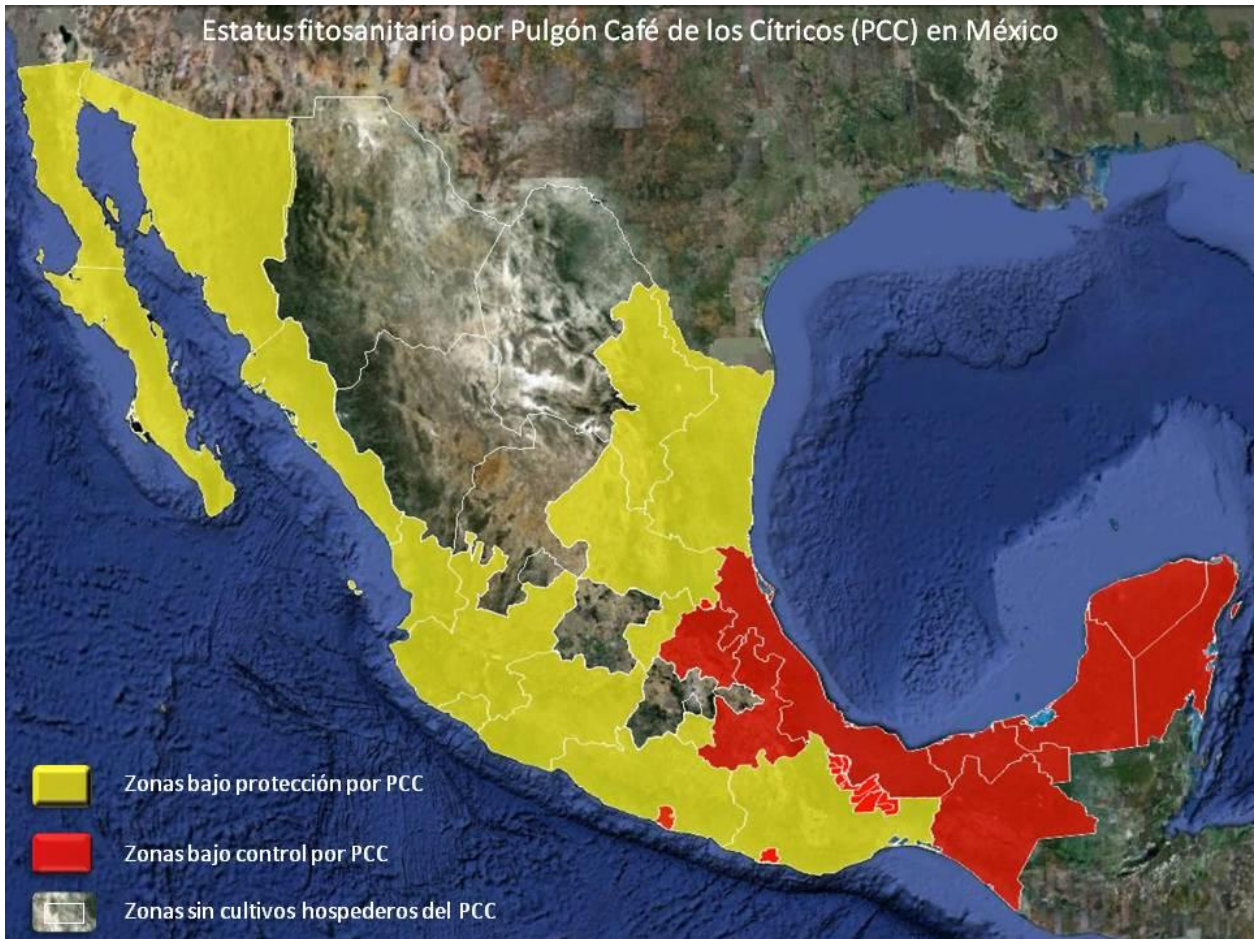 Estatus fitosanitario por Pulgón Café de los Cítricos (PCC) en México
Zonas bajo protección por PCC
Zonas bajo control por PCC
Zonas sin cultivos hospederos del PCC